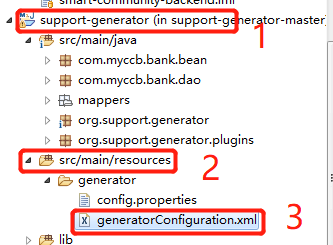 smart-community-backend.iml
support-generator (in support-generator-master)
1
src/main/java
com.myccb.bank.bean
com.myccb.bank.dao
mappers
org.support.generator
org.support.generator.plugins
src/main/resources
2
generator
config.properties
generatorConfiguration.xml
3
lib